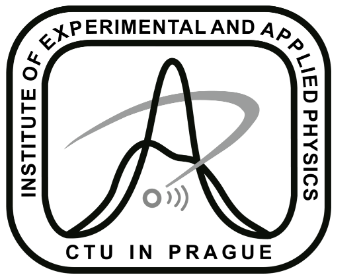 INSTITUTE OF EXPERIMENTAL AND APPLIED PHYSICS
CTU IN PRAGUE